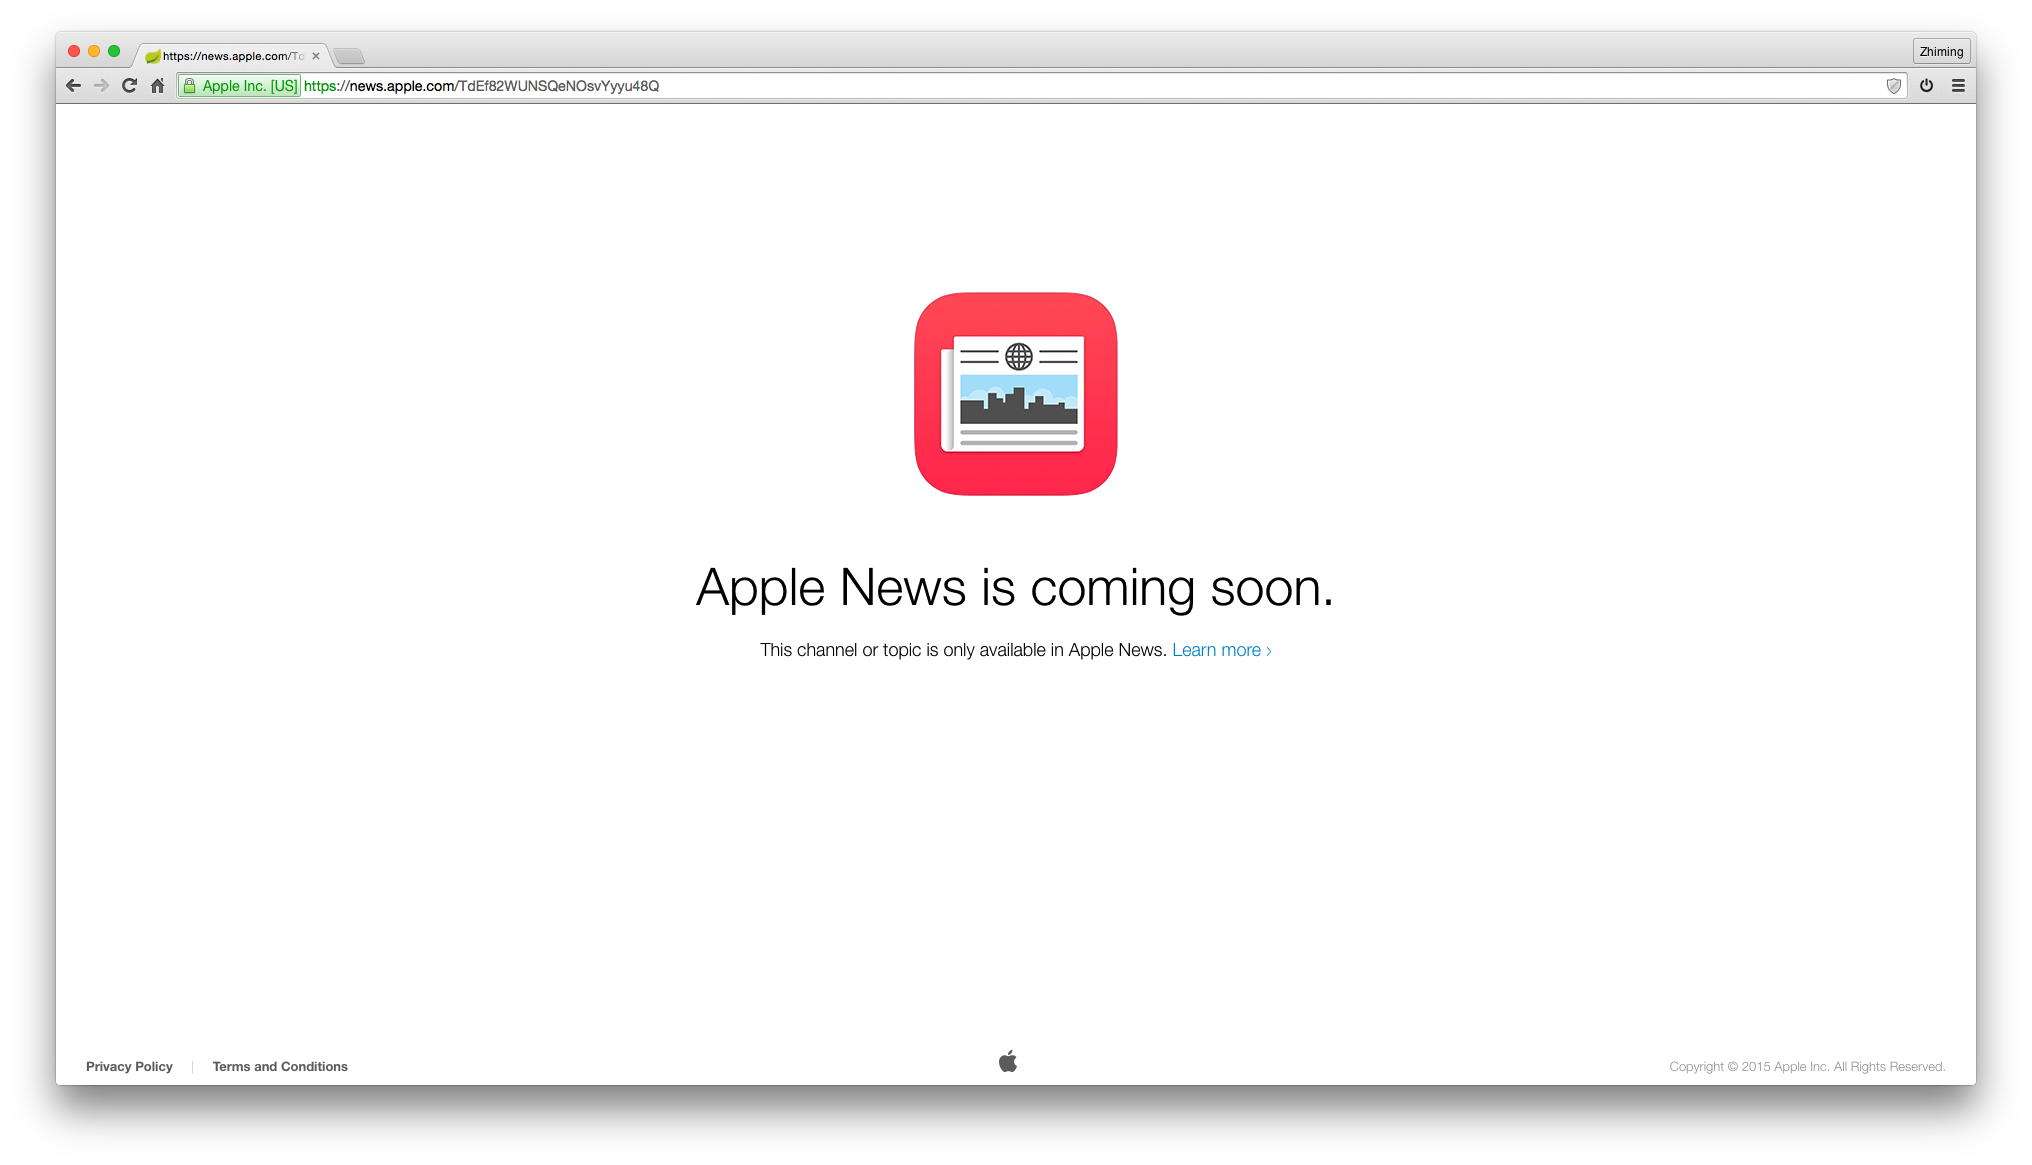 https://news.apple.com/Td
Zhiming
Apple Inc. [US] https://news.apple.com/TdEf82WUNSQeNOsvYyyu48Q
Apple News is coming soon.
This channel or topic is only available in Apple News. Learn more ›
Privacy Policy | Terms and Conditions
Copyright © 2015 Apple Inc. All Rights Reserved.